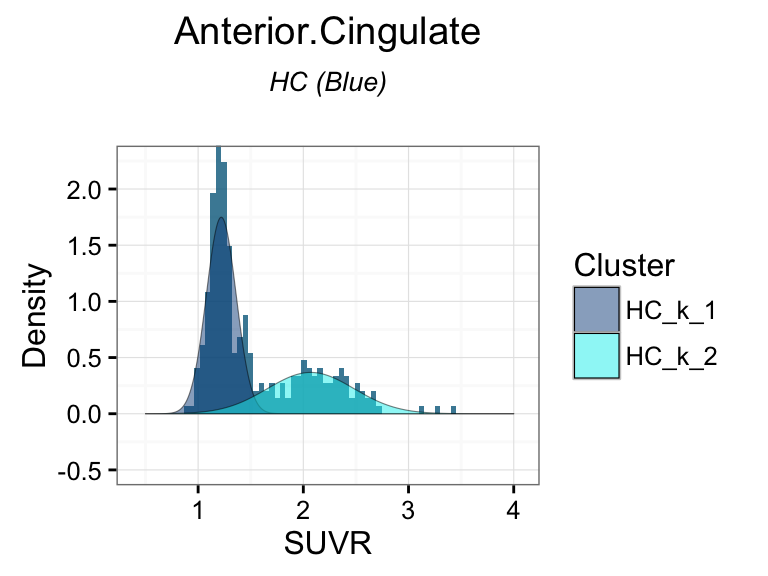 Anterior.Cingulate
HC (Blue)
Density
2.0
1.5
1.0
0.5
0.0
-0.5
1 2 3 4
SUVR
Cluster
HC_k_1
HC_k_2